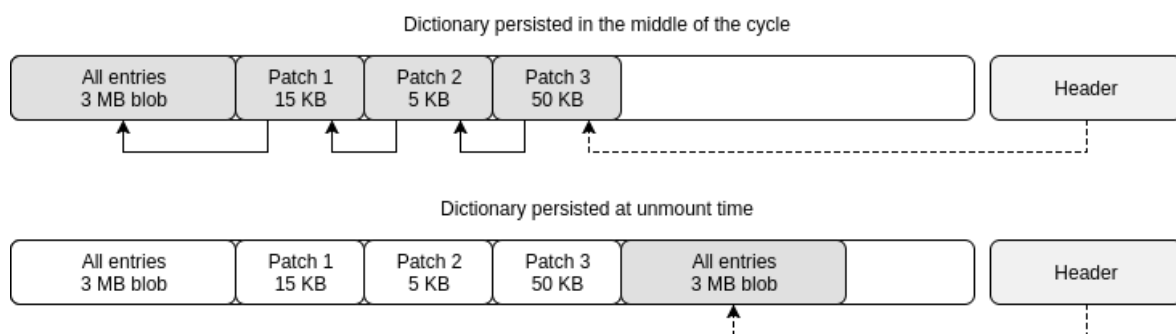 Dictionary persisted in the middle of the cycle
All entries
3 MB blob
Patch 1
15 KB
Patch 2
5 KB
Patch 3
50 KB
Header
Dictionary persisted at unmount time
All entries
3 MB blob
Patch 1
15 KB
Patch 2
5 KB
Patch 3
50 KB
All entries
3 MB blob
Header